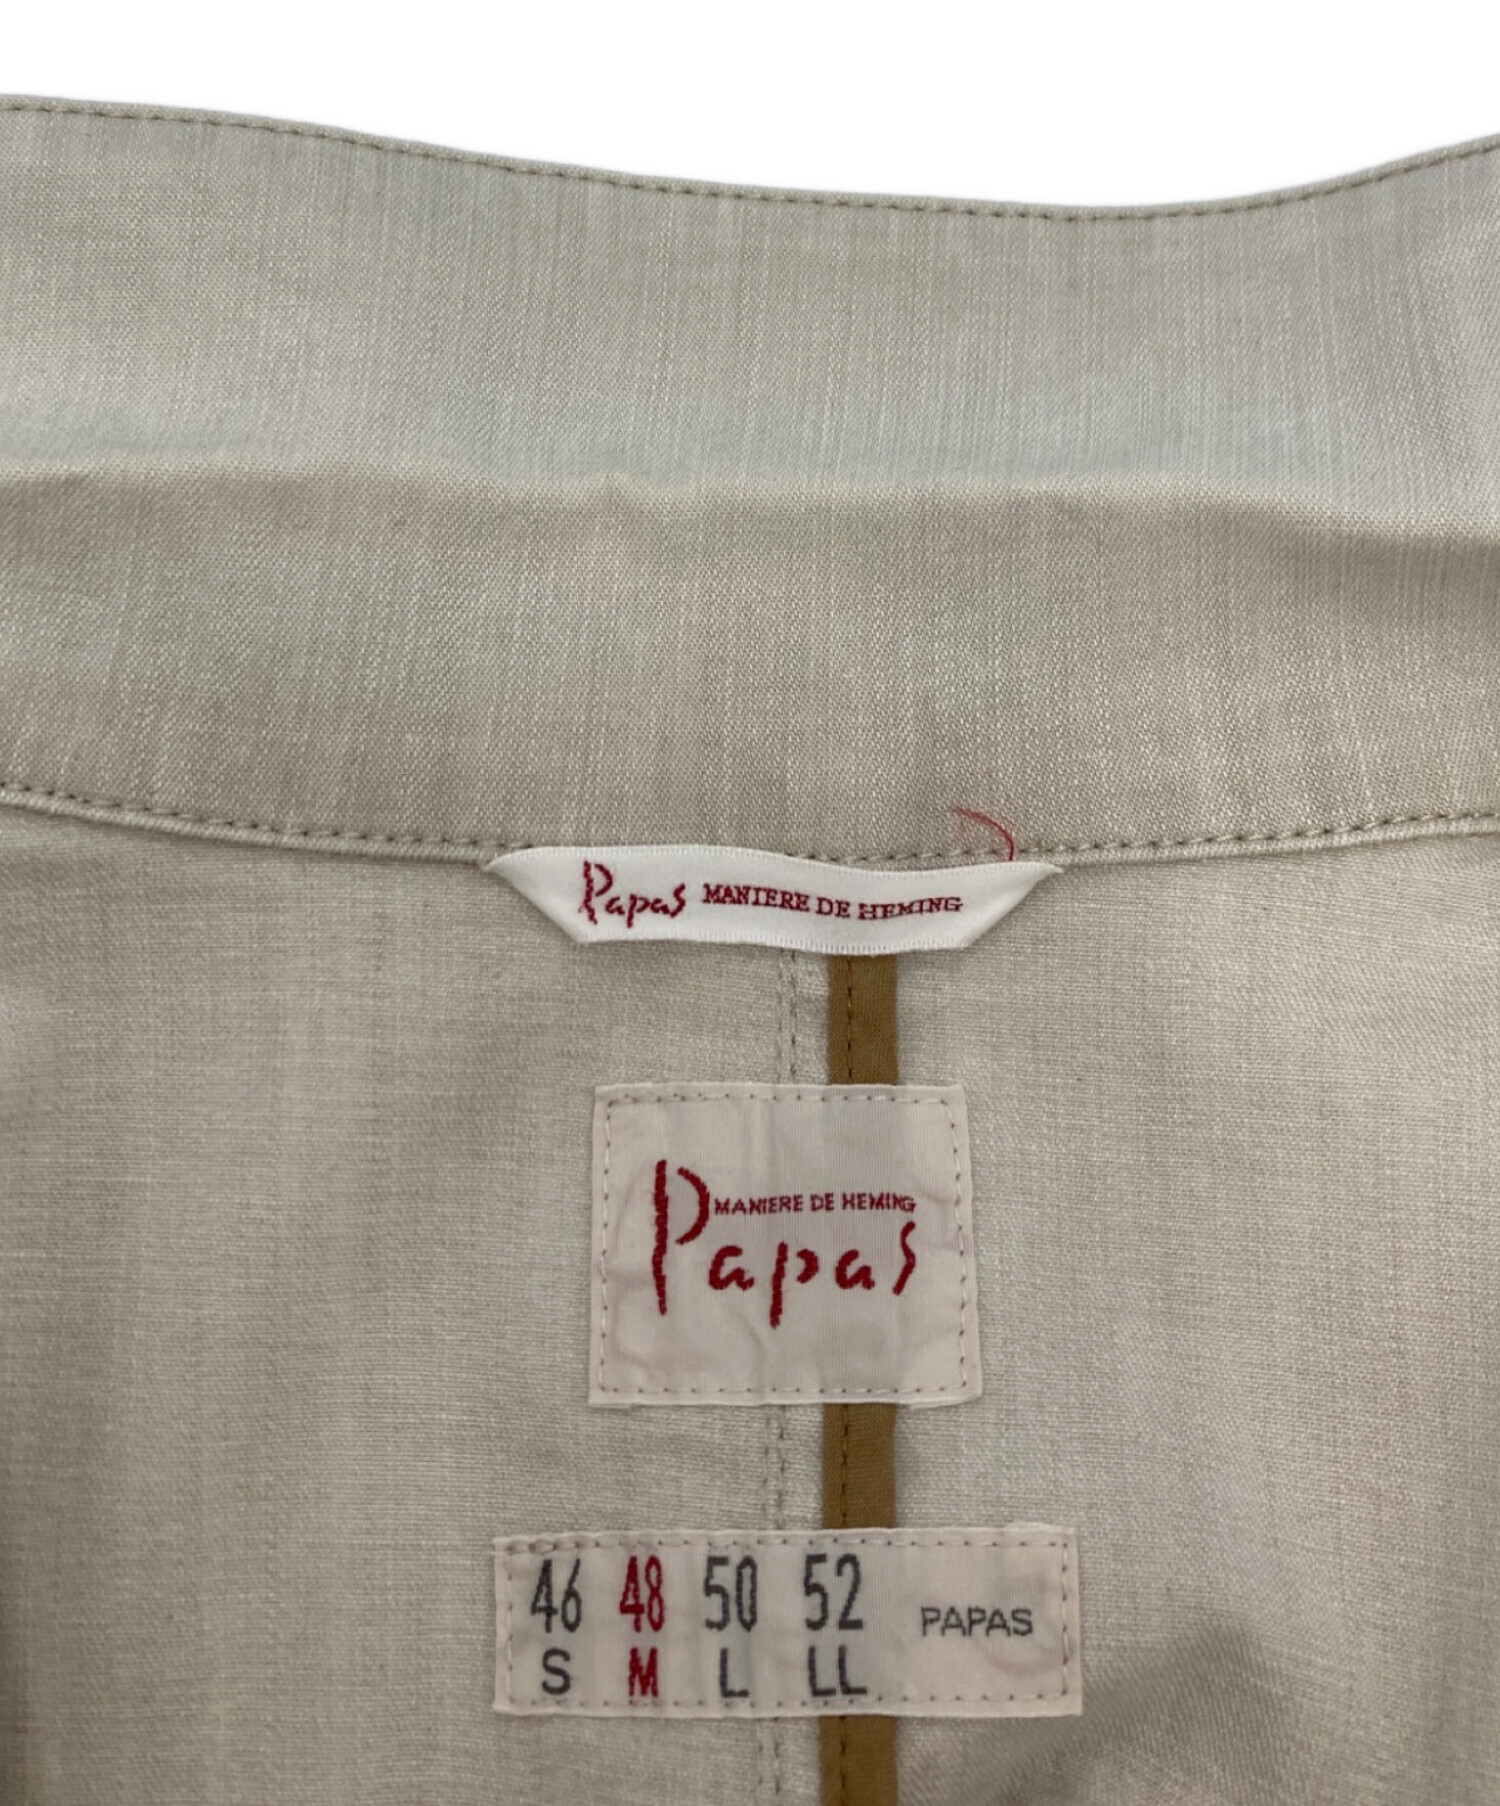 Papas MANIERE DE HEMING
MANIERE DE HEMING
Papas
46 48 50 52 PAPAS
S M L LL